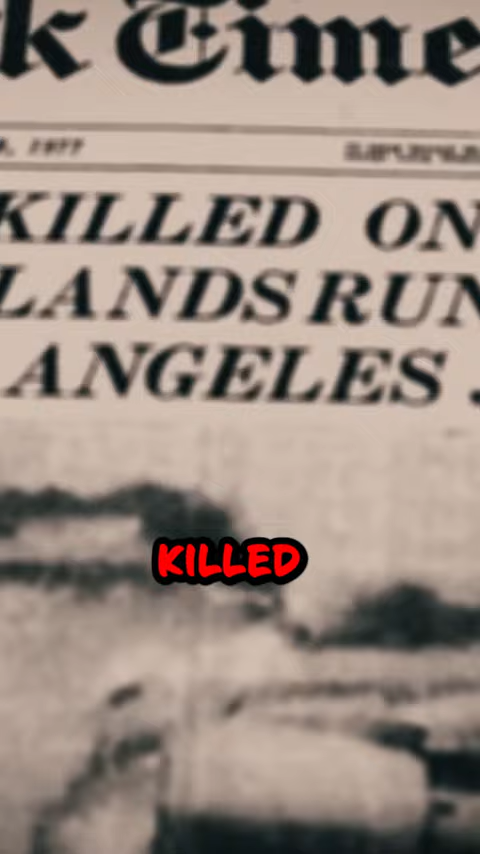 k Time
, 1977
KILLED ON
LANDS RUN
ANGELES
KILLED